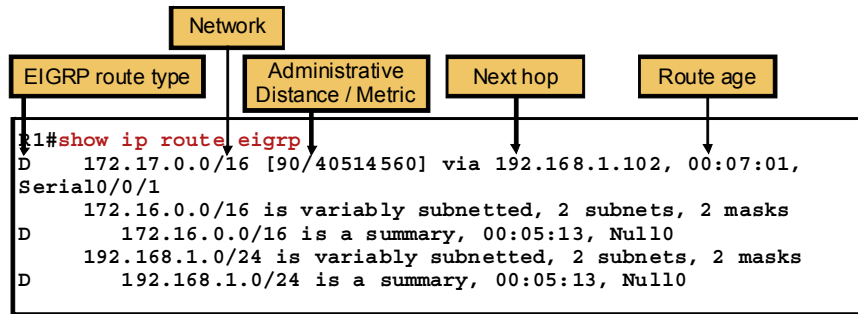 Network
EIGRP route type
Administrative
Distance / Metric
Next hop
Route age
R1#show ip route eigrp
D     172.17.0.0/16 [90/40514560] via 192.168.1.102, 00:07:01,
Serial0/0/1
      172.16.0.0/16 is variably subnetted, 2 subnets, 2 masks
D        172.16.0.0/16 is a summary, 00:05:13, Null0
      192.168.1.0/24 is variably subnetted, 2 subnets, 2 masks
D        192.168.1.0/24 is a summary, 00:05:13, Null0